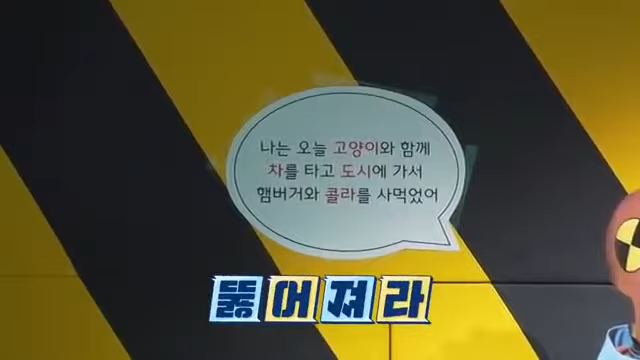 나는 오늘 고양이와 함께
차를 타고 도시에 가서
햄버거와 콜라를 사먹었어
뚫어져라